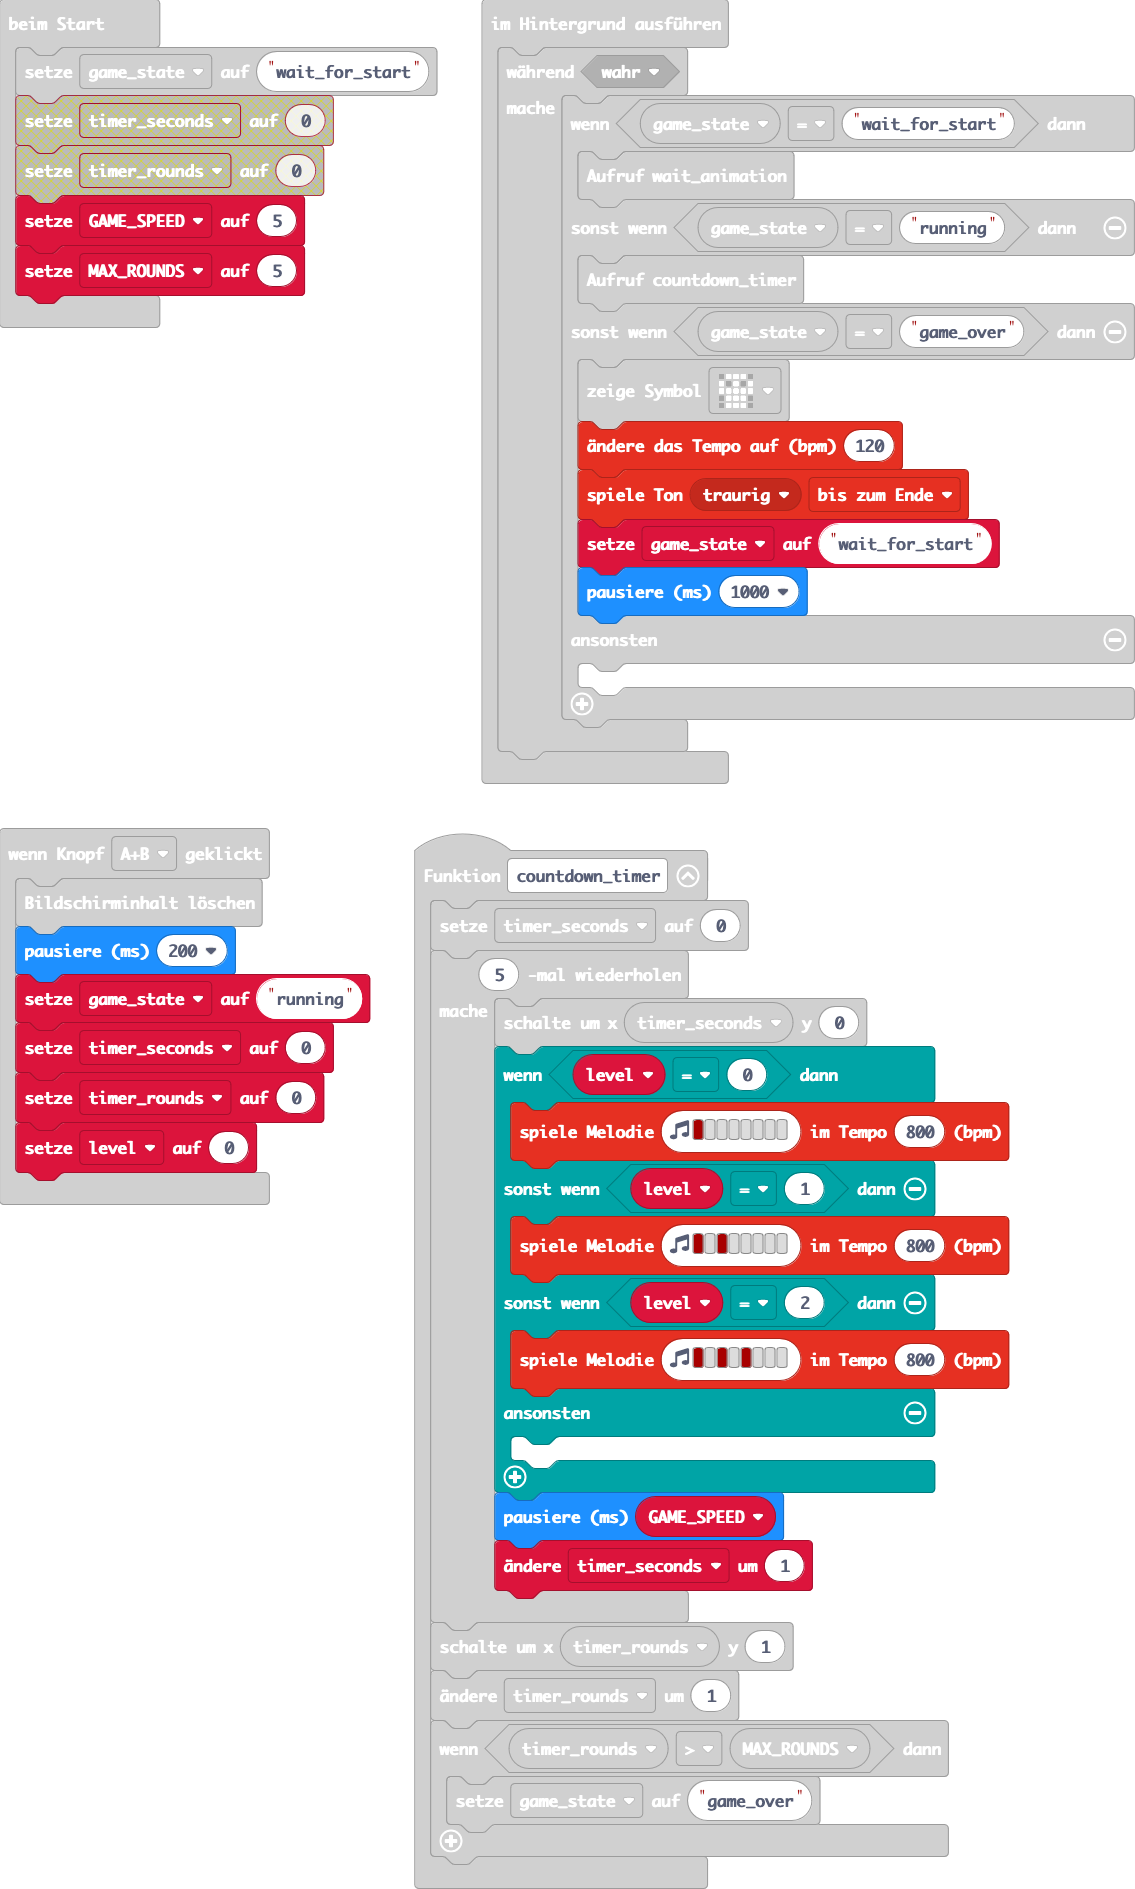 beim Start
setze game_state auf "wait_for_start"
setze timer_seconds auf 0
setze timer_rounds auf 0
setze GAME_SPEED auf 5
setze MAX_ROUNDS auf 5
im Hintergrund ausführen
während wahr
mache
wenn game_state = "wait_for_start" dann
Aufruf wait_animation
sonst wenn game_state = "running" dann
Aufruf countdown_timer
sonst wenn game_state = "game_over" dann
zeige Symbol
ändere das Tempo auf (bpm) 120
spiele Ton traurig bis zum Ende
setze game_state auf "wait_for_start"
pausiere (ms) 1000
ansonsten
wenn Knopf A+B geklickt
Bildschirminhalt löschen
pausiere (ms) 200
setze game_state auf "running"
setze timer_seconds auf 0
setze timer_rounds auf 0
setze level auf 0
Funktion countdown_timer
setze timer_seconds auf 0
5 -mal wiederholen
mache
schalte um x timer_seconds y 0
wenn level = 0 dann
spiele Melodie im Tempo 800 (bpm)
sonst wenn level = 1 dann
spiele Melodie im Tempo 800 (bpm)
sonst wenn level = 2 dann
spiele Melodie im Tempo 800 (bpm)
ansonsten
pausiere (ms) GAME_SPEED
ändere timer_seconds um 1
schalte um x timer_rounds y 1
ändere timer_rounds um 1
wenn timer_rounds > MAX_ROUNDS dann
setze game_state auf "game_over"